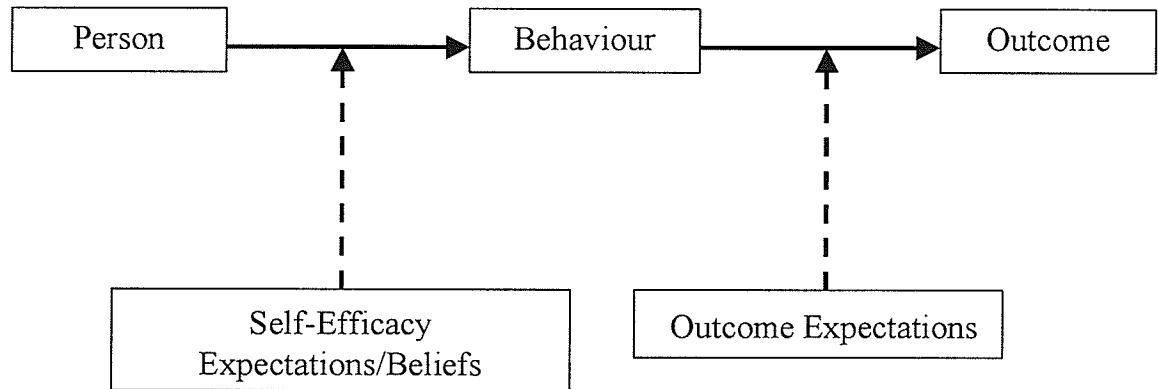 Person
Behaviour
Outcome
Self-Efficacy
Expectations/Beliefs
Outcome Expectations